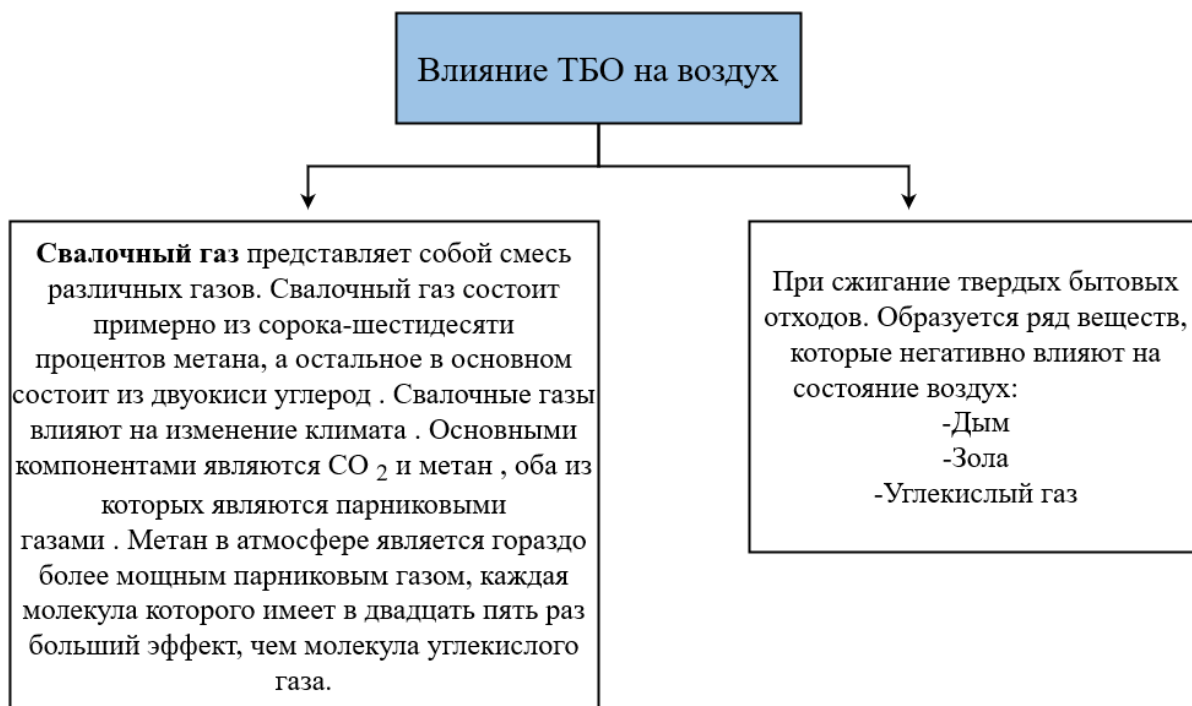 Влияние ТБО на воздух
Свалочный газ представляет собой смесь
различных газов. Свалочный газ состоит
примерно из сорока-шестидесяти
процентов метана, а остальное в основном
состоит из двуокиси углерод . Свалочные газы
влияют на изменение климата . Основными
компонентами являются CO 2 и метан , оба из
которых являются парниковыми
газами . Метан в атмосфере является гораздо
более мощным парниковым газом, каждая
молекула которого имеет в двадцать пять раз
больший эффект, чем молекула углекислого
газа.
При сжигание твердых бытовых
отходов. Образуется ряд веществ,
которые негативно влияют на
состояние воздух:
-Дым
-Зола
-Углекислый газ